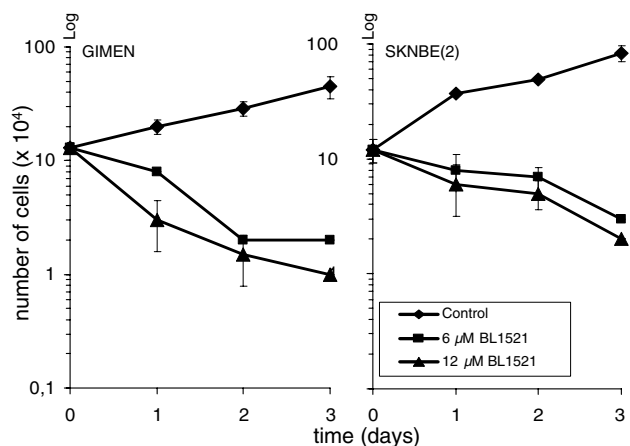 Log
GIMEN
100
10
1
0,1
number of cells (x 10⁴)
0 1 2 3
Log
SKNBE(2)
100
10
Control
6 µM BL1521
12 µM BL1521
0 1 2 3
time (days)